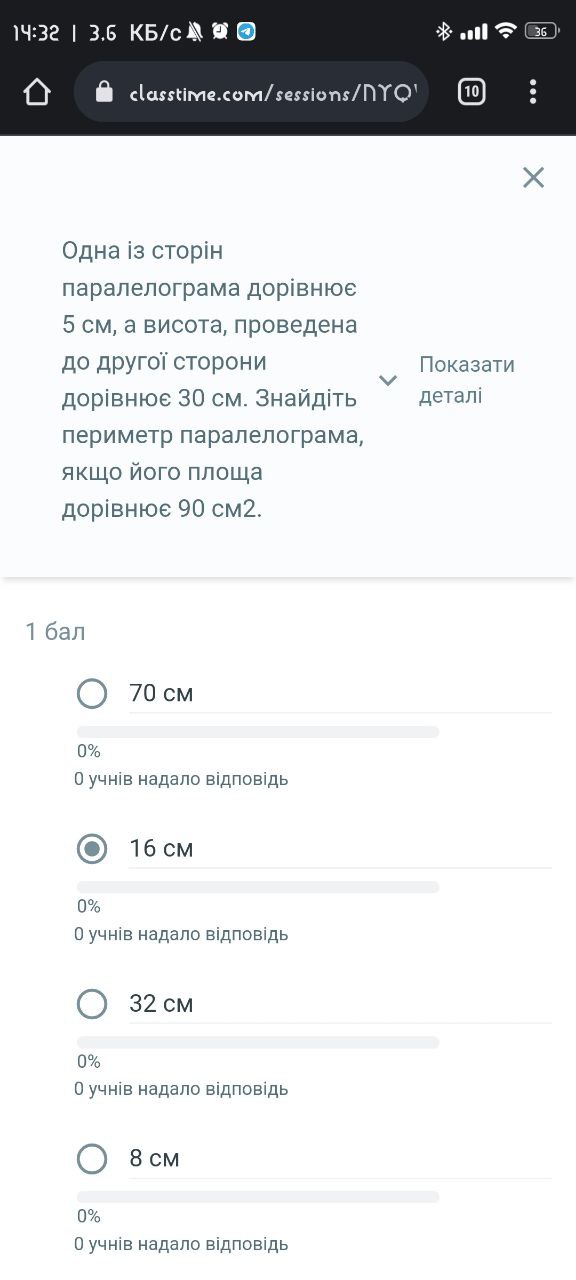 14:32 | 3.6 КБ/с
36
classtime.com/sessions/
10
Одна із сторін
паралелограма дорівнює
5 см, а висота, проведена
до другої сторони
дорівнює 30 см. Знайдіть
периметр паралелограма,
якщо його площа
дорівнює 90 см2.
Показати
деталі
1 бал
70 см
0%
0 учнів надало відповідь
16 см
0%
0 учнів надало відповідь
32 см
0%
0 учнів надало відповідь
8 см
0%
0 учнів надало відповідь